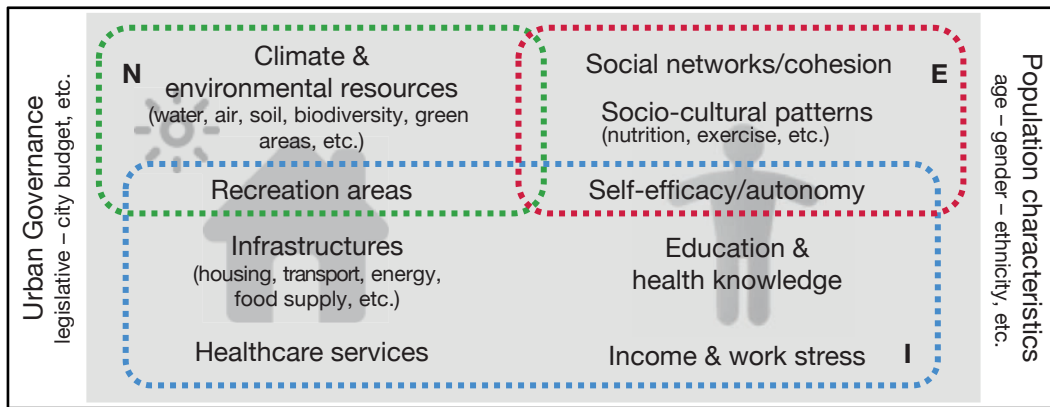 Urban Governance
legislative – city budget, etc.
N
Climate &
environmental resources
(water, air, soil, biodiversity, green
areas, etc.)
Recreation areas
Infrastructures
(housing, transport, energy,
food supply, etc.)
Healthcare services
E
Social networks/cohesion
Socio-cultural patterns
(nutrition, exercise, etc.)
Self-efficacy/autonomy
Education &
health knowledge
Income & work stress
I
Population characteristics
age – gender – ethnicity, etc.